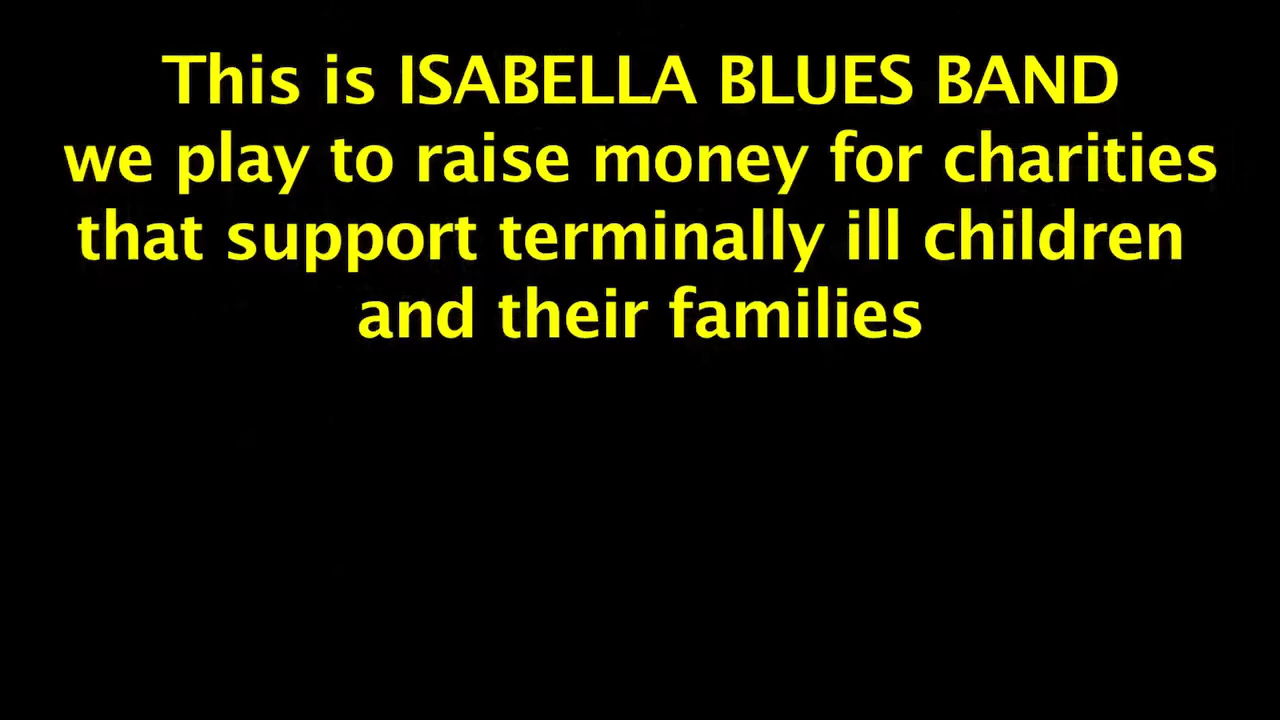 This is ISABELLA BLUES BAND
we play to raise money for charities
that support terminally ill children
and their families